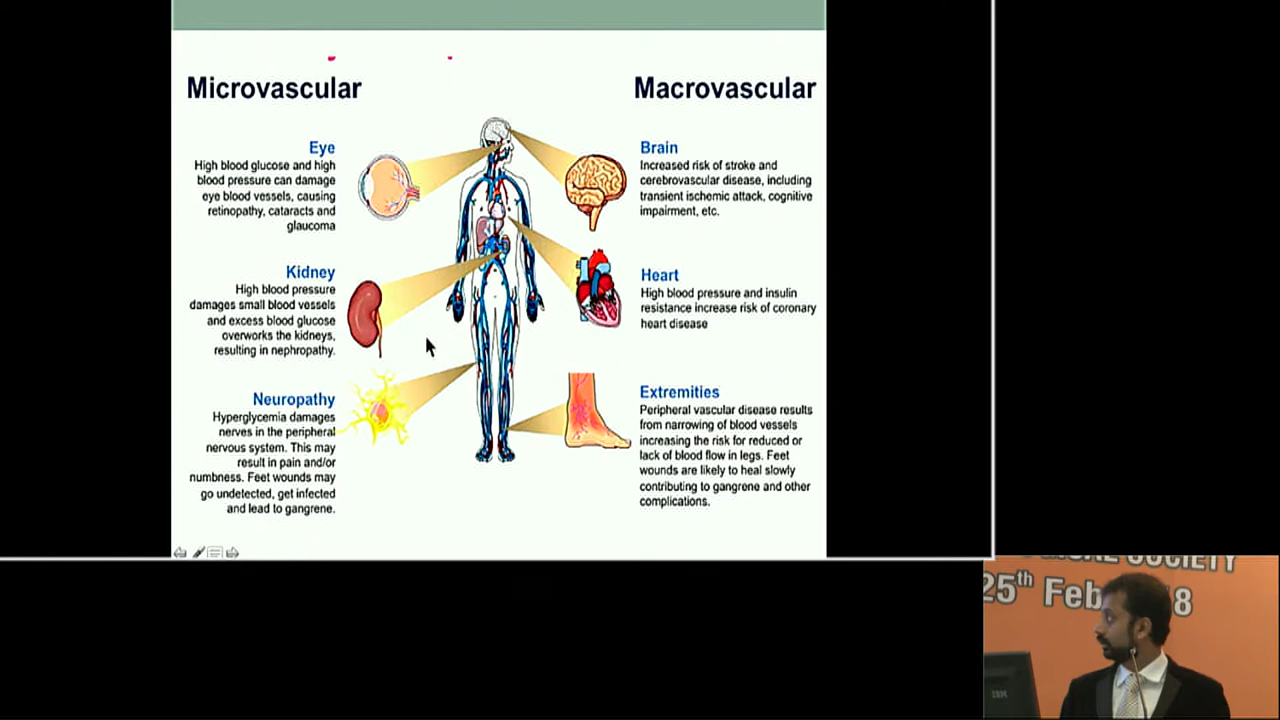 Microvascular
Macrovascular
Eye
High blood glucose and high
blood pressure can damage
eye blood vessels, causing
retinopathy, cataracts and
glaucoma
Kidney
High blood pressure
damages small blood vessels
and excess blood glucose
overworks the kidneys,
resulting in nephropathy.
Neuropathy
Hyperglycemia damages
nerves in the peripheral
nervous system. This may
result in pain and/or
numbness. Feet wounds may
go undetected, get infected
and lead to gangrene.
Brain
Increased risk of stroke and
cerebrovascular disease, including
transient ischemic attack, cognitive
impairment, etc.
Heart
High blood pressure and insulin
resistance increase risk of coronary
heart disease
Extremities
Peripheral vascular disease results
from narrowing of blood vessels
increasing the risk for reduced or
lack of blood flow in legs. Feet
wounds are likely to heal slowly
contributing to gangrene and other
complications.
SOCIETY
25th Feb 18
IBM